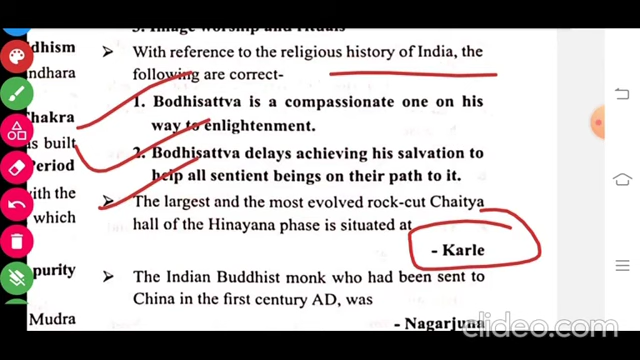 3. Image worship and rituals
ddhism
With reference to the religious history of India, the
ndhara
following are correct-
1. Bodhisattva is a compassionate one on his
hakra
way to enlightenment.
as built
2. Bodhisattva delays achieving his salvation to
Period
help all sentient beings on their path to it.
with the
The largest and the most evolved rock-cut Chaitya
which
hall of the Hinayana phase is situated at
- Karle
purity
The Indian Buddhist monk who had been sent to
China in the first century AD, was
Mudra
- Nagarjuna
clideo.com